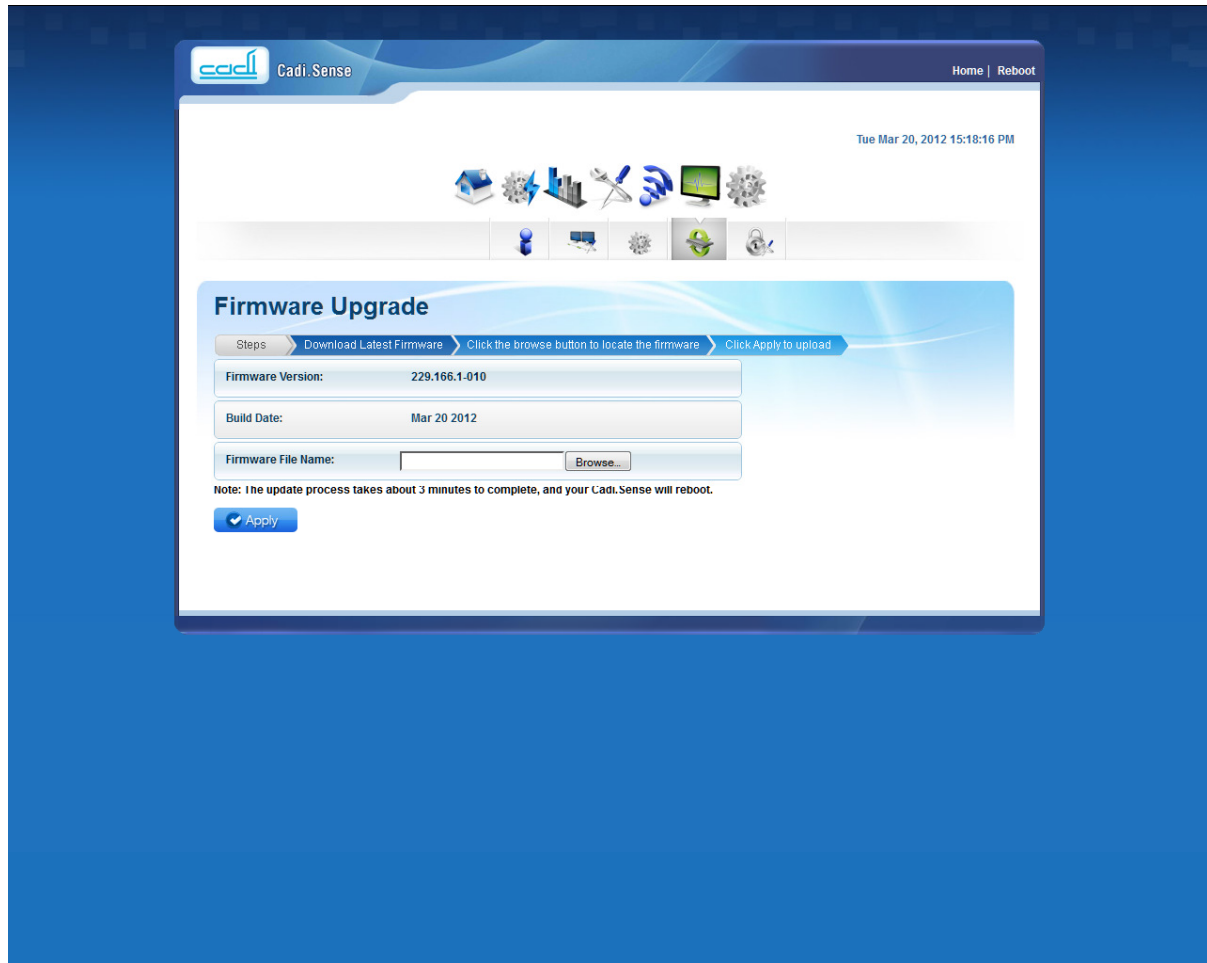 cadi
Cadi.Sense
Home | Reboot
Tue Mar 20, 2012 15:18:16 PM
Firmware Upgrade
Steps Download Latest Firmware Click the browse button to locate the firmware Click Apply to upload
Firmware Version: 229.166.1-010
Build Date: Mar 20 2012
Firmware File Name: Browse...
Note: The update process takes about 3 minutes to complete, and your Cadi.Sense will reboot.
Apply